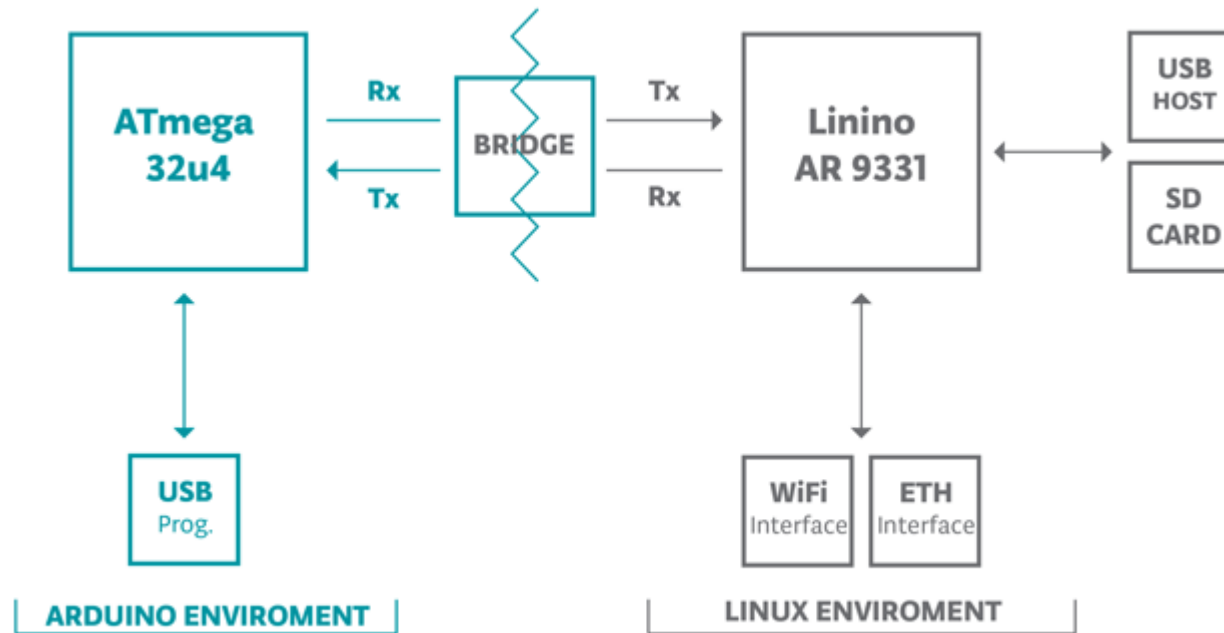 ATmega
32u4
Rx
Tx
BRIDGE
Tx
Rx
Linino
AR 9331
USB
HOST
SD
CARD
USB
Prog.
WiFi
Interface
ETH
Interface
ARDUINO ENVIROMENT
LINUX ENVIROMENT